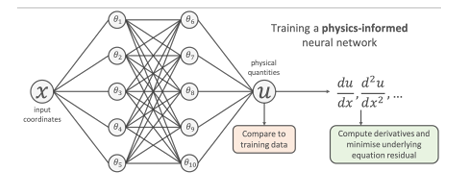 Training a physics-informed
neural network
θ₁
θ₂
θ₃
θ₄
θ₅
θ₆
θ₇
θ₈
θ₉
θ₁₀
x
input
coordinates
physical
quantities
u
du/dx, d²u/dx², ...
Compare to
training data
Compute derivatives and
minimise underlying
equation residual